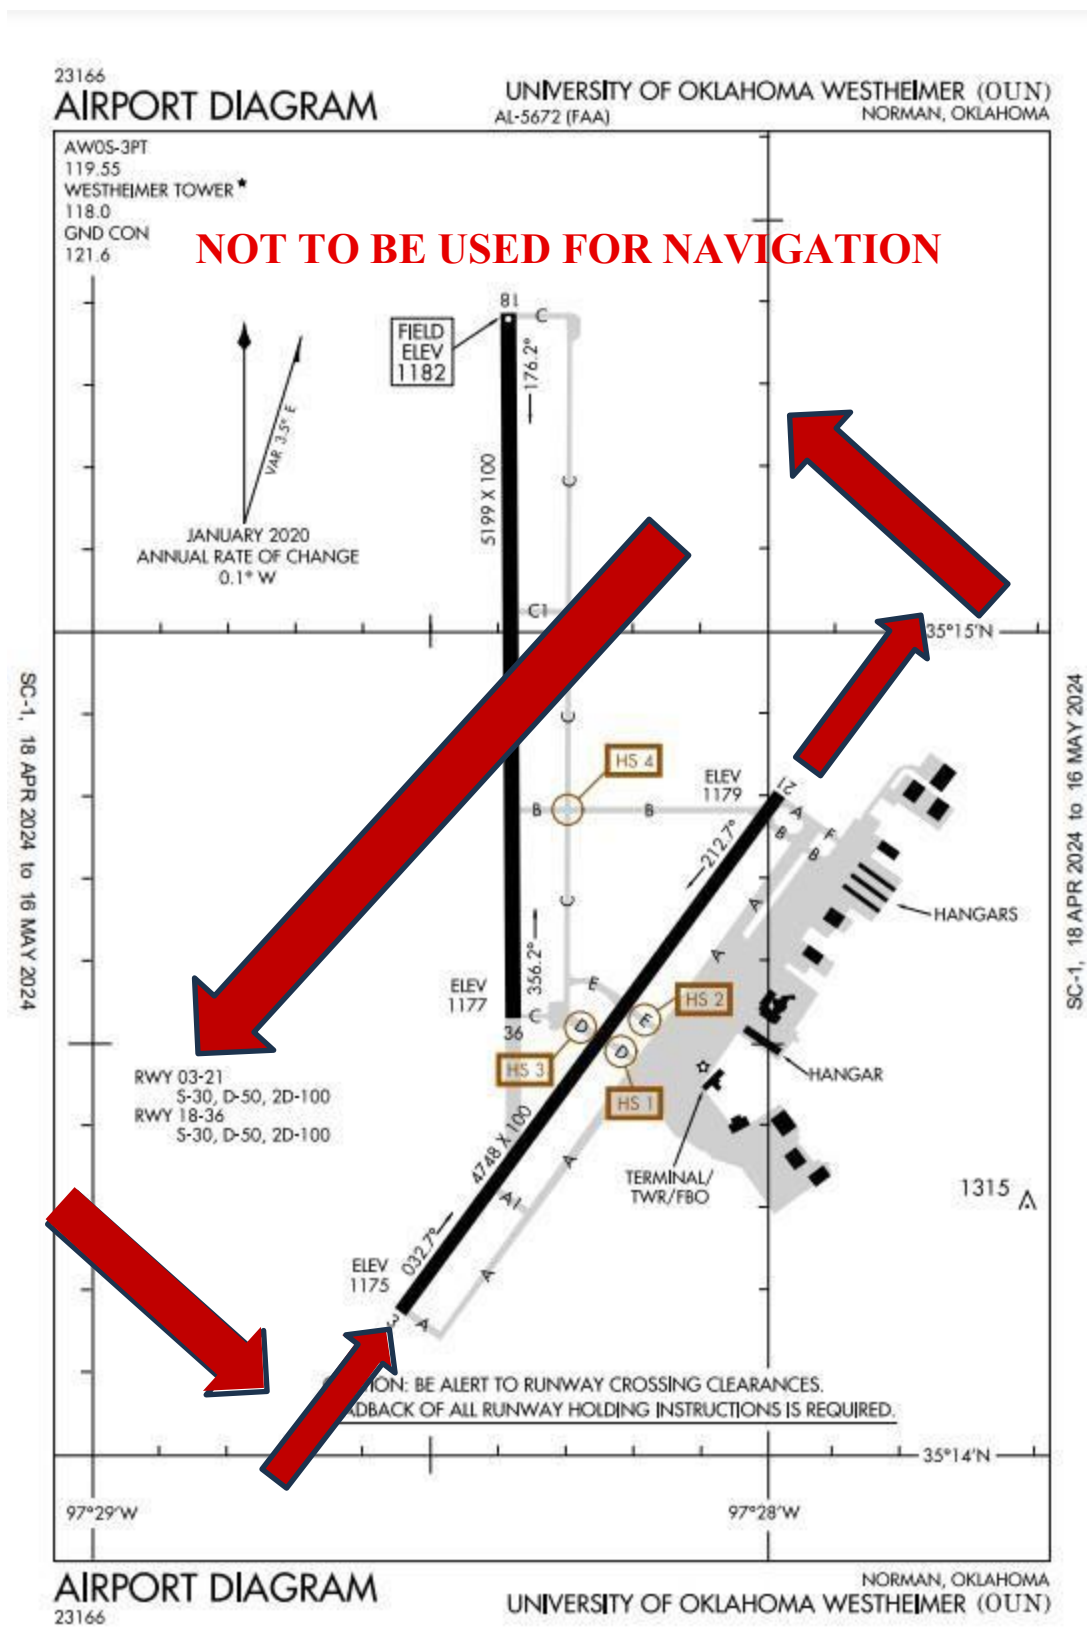 23166
AIRPORT DIAGRAM
UNIVERSITY OF OKLAHOMA WESTHEIMER (OUN)
AL-5672 (FAA)
NORMAN, OKLAHOMA
AWOS-3PT
119.55
WESTHEIMER TOWER★
118.0
GND CON
121.6
NOT TO BE USED FOR NAVIGATION
18
C
FIELD
ELEV
1182
176.2°
VAR 3.5° E
5199 X 100
C
JANUARY 2020
ANNUAL RATE OF CHANGE
0.1° W
C1
35°15'N
C
HS 4
ELEV
1179
21
B
B
A
F
B
B
212.7°
C
A
HANGARS
A
356.2°
E
ELEV
1177
C
HS 2
E
D
36
D
HS 3
HS 1
HANGAR
RWY 03-21
S-30, D-50, 2D-100
RWY 18-36
S-30, D-50, 2D-100
4748 X 100
A
TERMINAL/
TWR/FBO
A1
1315
032.7°
ELEV
1175
A
3
A
ION: BE ALERT TO RUNWAY CROSSING CLEARANCES.
ADBACK OF ALL RUNWAY HOLDING INSTRUCTIONS IS REQUIRED.
35°14'N
97°29'W
97°28'W
SC-1, 18 APR 2024 to 16 MAY 2024
SC-1, 18 APR 2024 to 16 MAY 2024
AIRPORT DIAGRAM
23166
NORMAN, OKLAHOMA
UNIVERSITY OF OKLAHOMA WESTHEIMER (OUN)